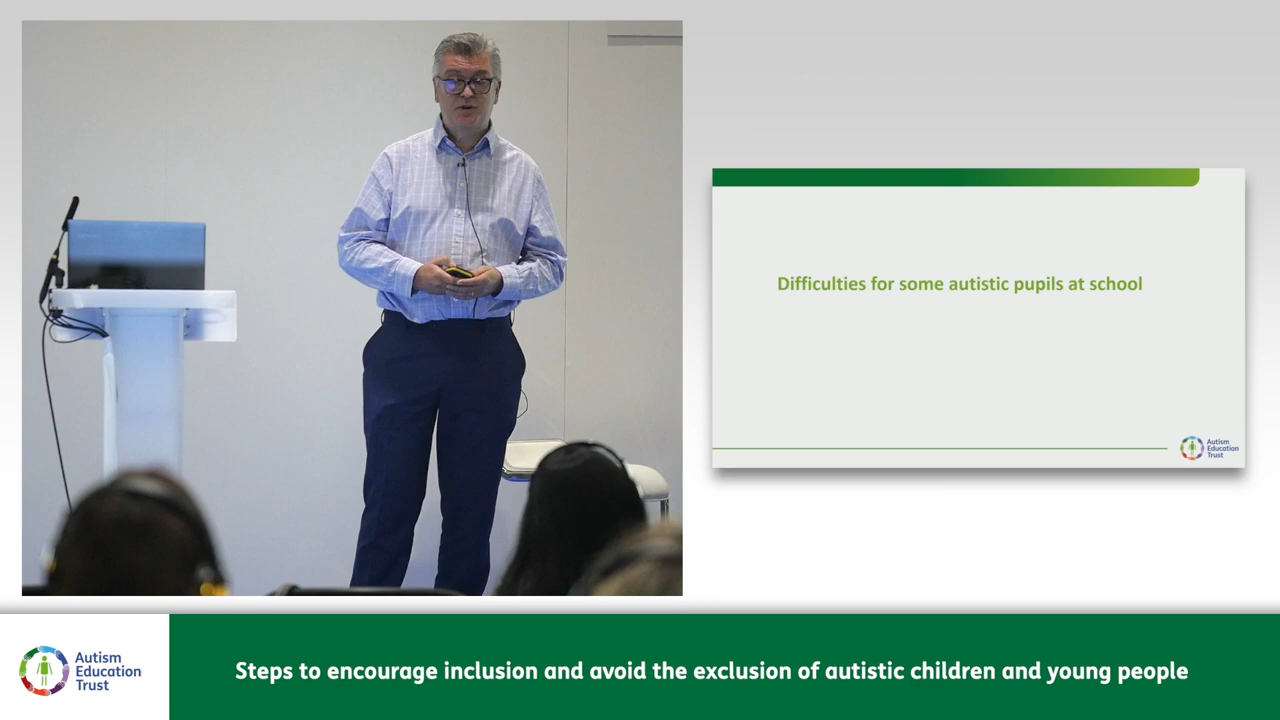 Difficulties for some autistic pupils at school
Autism
Education
Trust
Autism
Education
Trust
Steps to encourage inclusion and avoid the exclusion of autistic children and young people